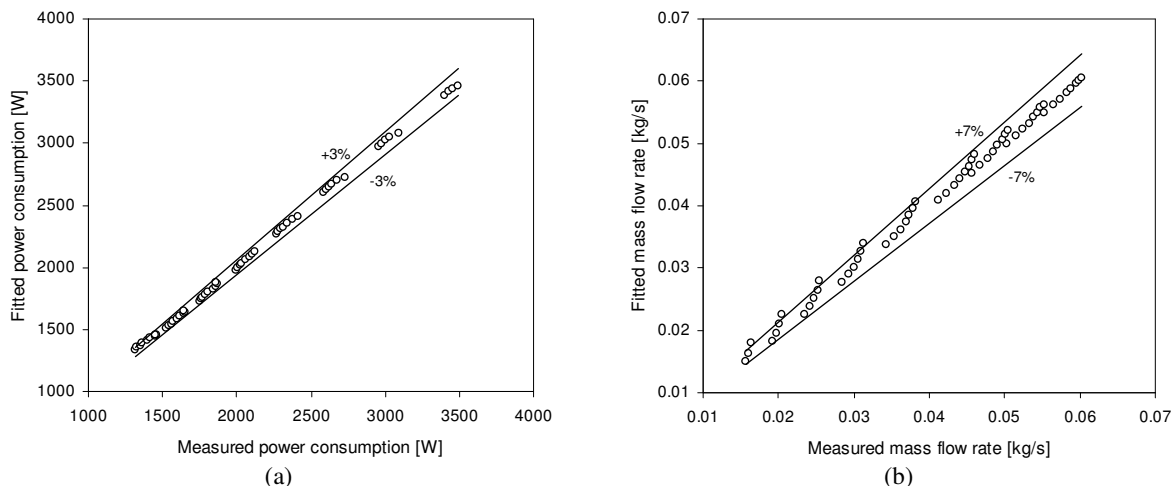 4000
3500
3000
2500
2000
1500
1000
Fitted power consumption [W]
+3%
-3%
1000 1500 2000 2500 3000 3500 4000
Measured power consumption [W]
(a)
0.07
0.06
0.05
0.04
0.03
0.02
0.01
Fitted mass flow rate [kg/s]
+7%
-7%
0.01 0.02 0.03 0.04 0.05 0.06 0.07
Measured mass flow rate [kg/s]
(b)